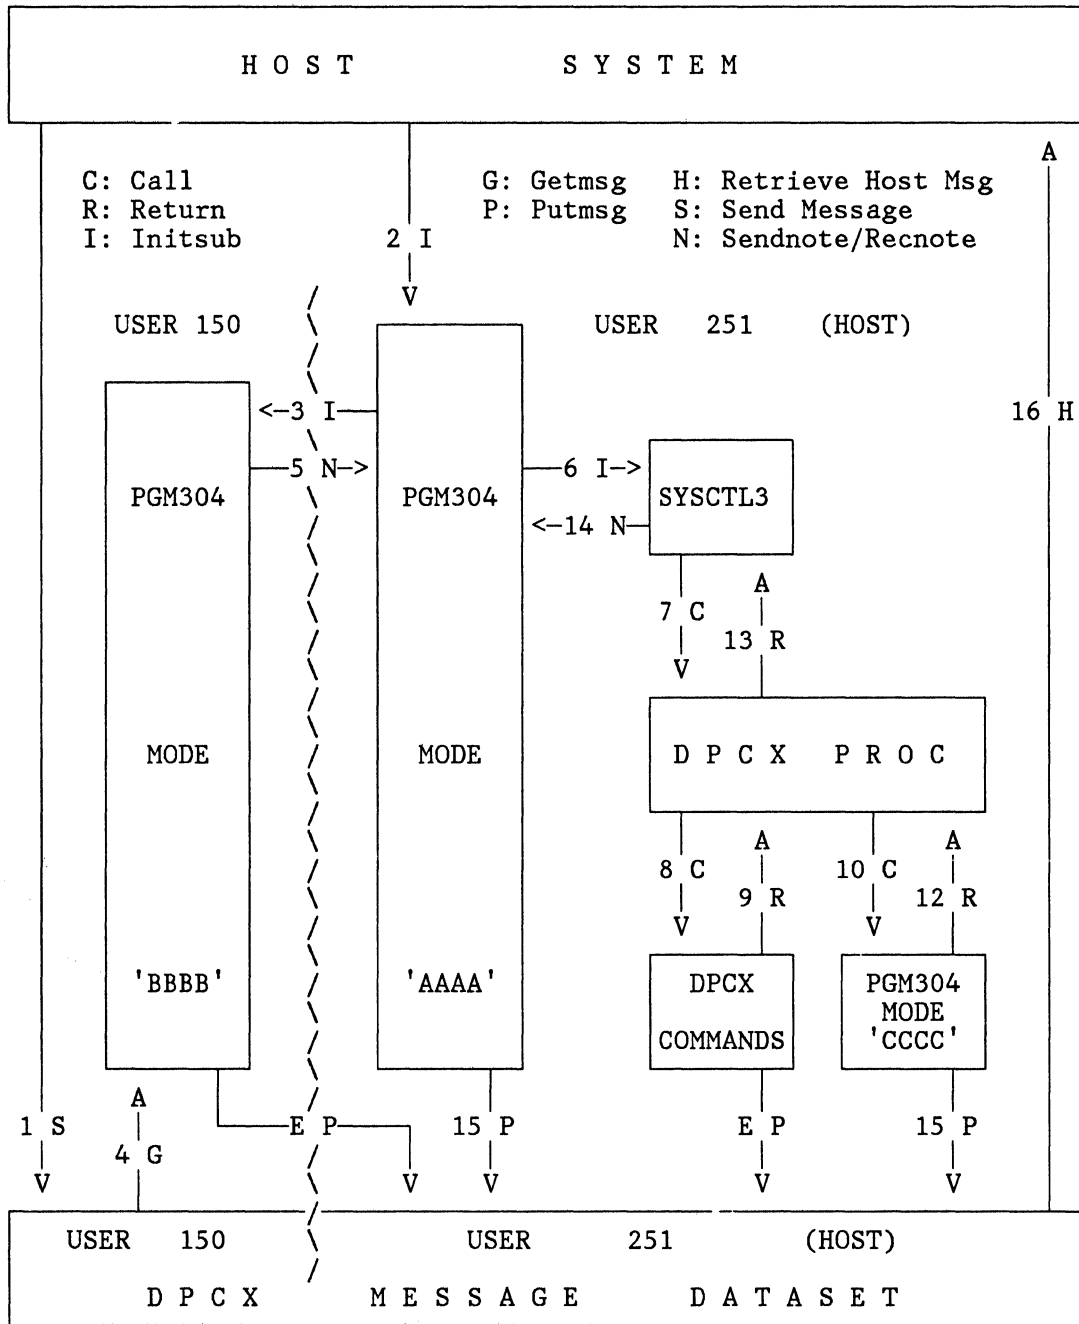 H O S T S Y S T E M
C: Call G: Getmsg H: Retrieve Host Msg
R: Return P: Putmsg S: Send Message
I: Initsub 2 I N: Sendnote/Recnote
USER 150 USER 251 (HOST)
<-3 I 16 H
5 N-> 6 I->
PGM304 PGM304 SYSCTL3
<-14 N
7 C
13 R
MODE MODE D P C X P R O C
8 C 10 C
9 R 12 R
'BBBB' 'AAAA' DPCX PGM304
MODE
COMMANDS 'CCCC'
1 S E P 15 P E P 15 P
4 G
USER 150 USER 251 (HOST)
D P C X M E S S A G E D A T A S E T